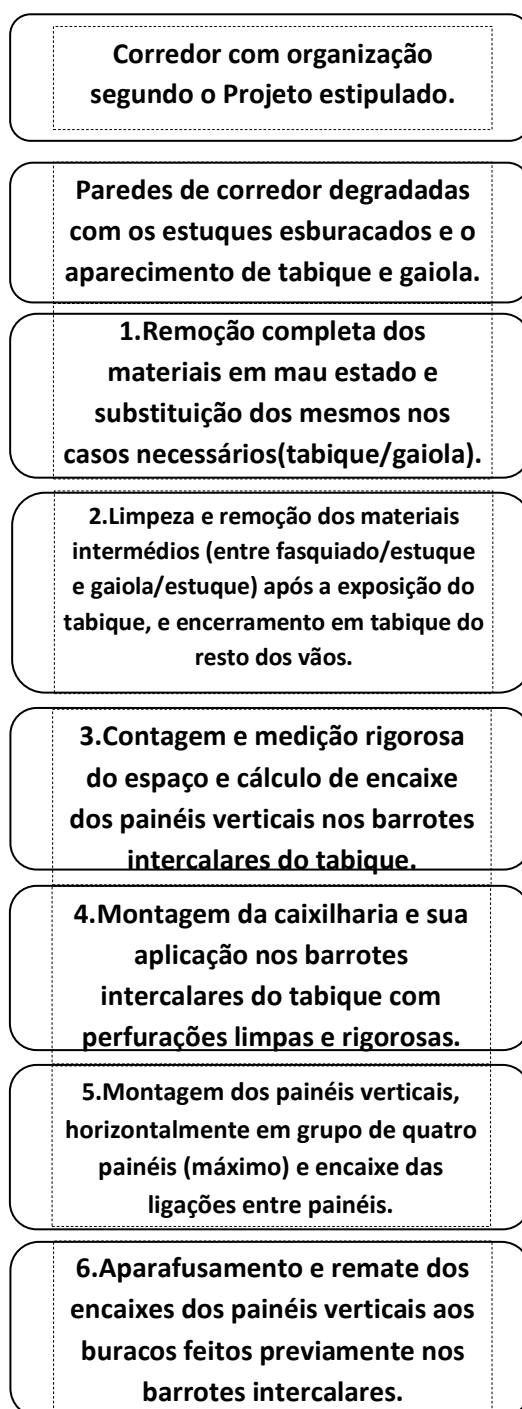 Corredor com organização
segundo o Projeto estipulado.
Paredes de corredor degradadas
com os estuques esburacados e o
aparecimento de tabique e gaiola.
1.Remoção completa dos
materiais em mau estado e
substituição dos mesmos nos
casos necessários(tabique/gaiola).
2.Limpeza e remoção dos materiais
intermédios (entre fasquiado/estuque
e gaiola/estuque) após a exposição do
tabique, e encerramento em tabique do
resto dos vãos.
3.Contagem e medição rigorosa
do espaço e cálculo de encaixe
dos painéis verticais nos barrotes
intercalares do tabique.
4.Montagem da caixilharia e sua
aplicação nos barrotes
intercalares do tabique com
perfurações limpas e rigorosas.
5.Montagem dos painéis verticais,
horizontalmente em grupo de quatro
painéis (máximo) e encaixe das
ligações entre painéis.
6.Aparafusamento e remate dos
encaixes dos painéis verticais aos
buracos feitos previamente nos
barrotes intercalares.